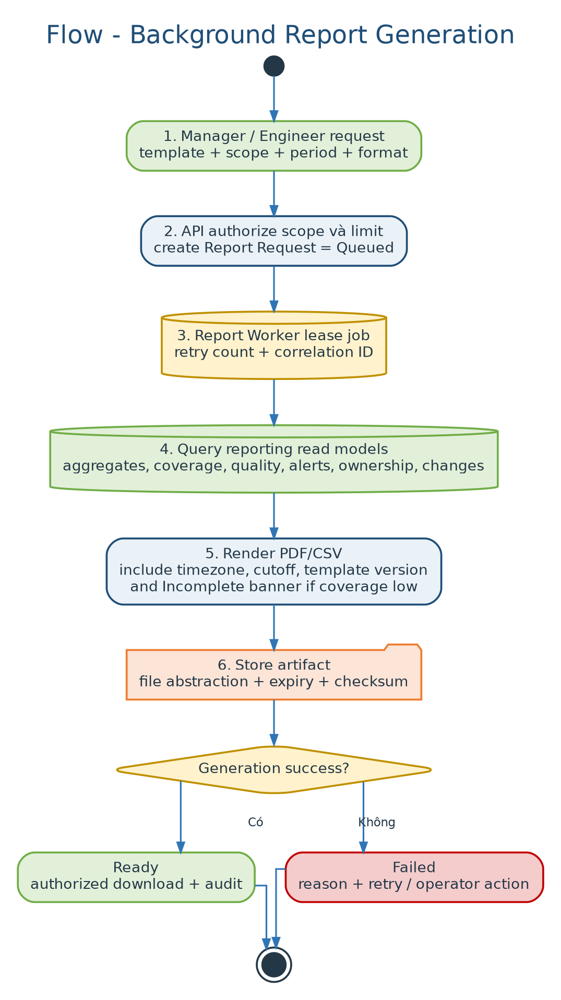 Flow - Background Report Generation
1. Manager / Engineer request
template + scope + period + format
2. API authorize scope và limit
create Report Request = Queued
3. Report Worker lease job
retry count + correlation ID
4. Query reporting read models
aggregates, coverage, quality, alerts, ownership, changes
5. Render PDF/CSV
include timezone, cutoff, template version
and Incomplete banner if coverage low
6. Store artifact
file abstraction + expiry + checksum
Generation success?
Có
Không
Ready
authorized download + audit
Failed
reason + retry / operator action